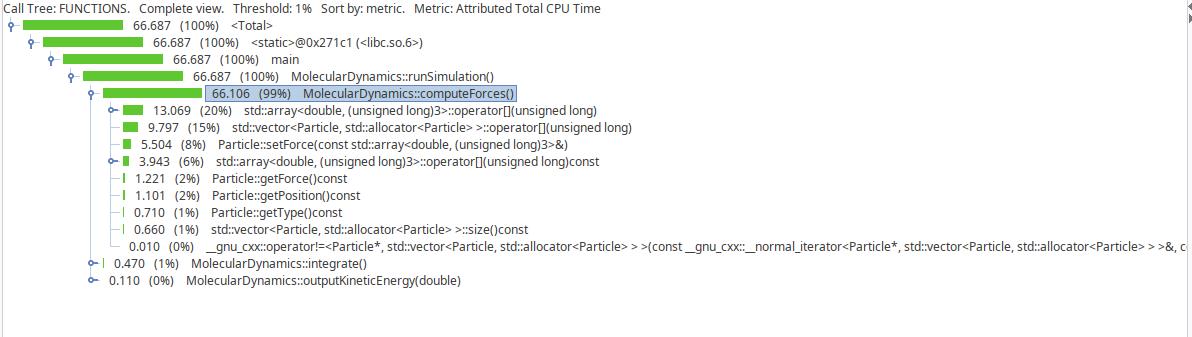 Call Tree: FUNCTIONS. Complete view. Threshold: 1% Sort by: metric. Metric: Attributed Total CPU Time
66.687 (100%) <Total>
66.687 (100%) <static>@0x271c1 (<libc.so.6>)
66.687 (100%) main
66.687 (100%) MolecularDynamics::runSimulation()
66.106 (99%) MolecularDynamics::computeForces()
13.069 (20%) std::array<double, (unsigned long)3>::operator[](unsigned long)
9.797 (15%) std::vector<Particle, std::allocator<Particle> >::operator[](unsigned long)
5.504 (8%) Particle::setForce(const std::array<double, (unsigned long)3>&)
3.943 (6%) std::array<double, (unsigned long)3>::operator[](unsigned long)const
1.221 (2%) Particle::getForce()const
1.101 (2%) Particle::getPosition()const
0.710 (1%) Particle::getType()const
0.660 (1%) std::vector<Particle, std::allocator<Particle> >::size()const
0.010 (0%) __gnu_cxx::operator!=<Particle*, std::vector<Particle, std::allocator<Particle> > >(const __gnu_cxx::__normal_iterator<Particle*, std::vector<Particle, std::allocator<Particle> > >&, c
0.470 (1%) MolecularDynamics::integrate()
0.110 (0%) MolecularDynamics::outputKineticEnergy(double)